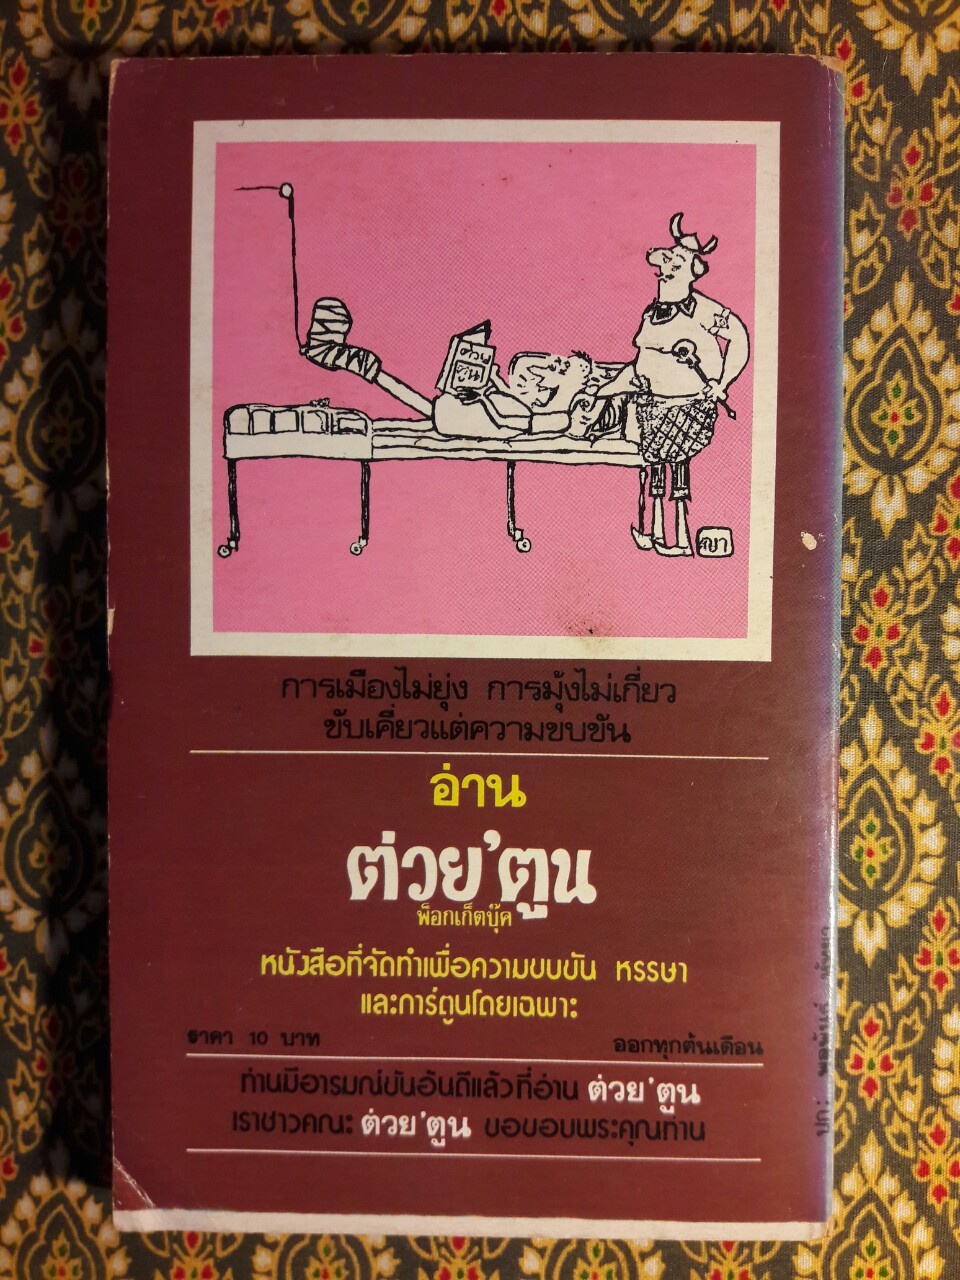 ต่วย
ตูน
ญา
การเมืองไม่ยุ่ง การมุ้งไม่เกี่ยว
ขับเคี่ยวแต่ความขบขัน
อ่าน
ต่วย'ตูน
พ็อกเก็ตบุ๊ค
หนังสือที่จัดทำเพื่อความขบขัน หรรษา
และการ์ตูนโดยเฉพาะ
ราคา 10 บาท ออกทุกต้นเดือน
ท่านมีอารมณ์ขันอันดีแล้วที่อ่าน ต่วย'ตูน
เราชาวคณะ ต่วย'ตูน ขอขอบพระคุณท่าน
ปก: